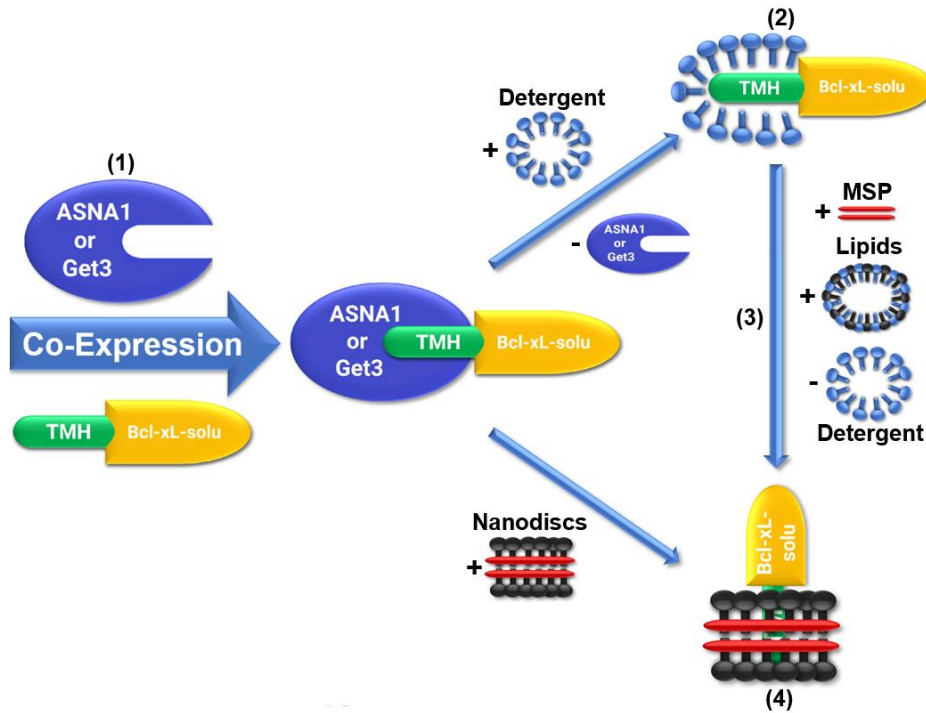 (1)
ASNA1
or
Get3
Co-Expression
TMH
Bcl-xL-solu
ASNA1
or
Get3
TMH
Bcl-xL-solu
Detergent
+
-
ASNA1
or
Get3
(2)
TMH
Bcl-xL-solu
(3)
+
MSP
Lipids
+
-
Detergent
Nanodiscs
+
Bcl-xL-
solu
(4)